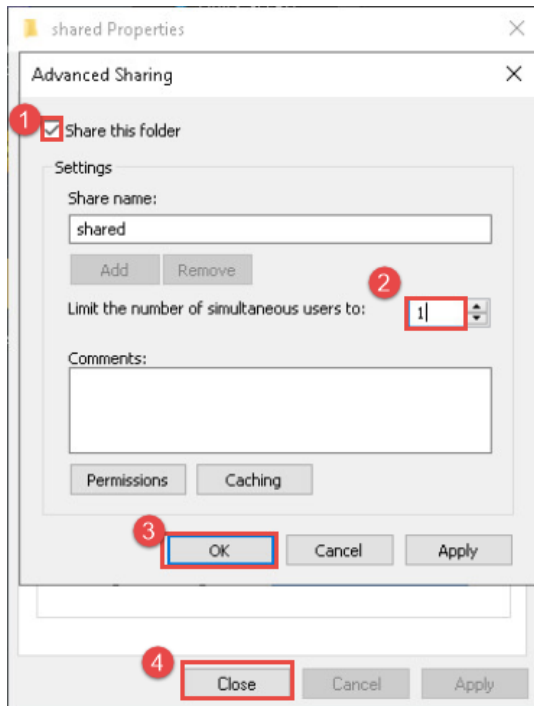 shared Properties
Advanced Sharing
1
Share this folder
Settings
Share name:
shared
Add Remove
2
Limit the number of simultaneous users to: 1
Comments:
Permissions Caching
3
OK Cancel Apply
4
Close Cancel Apply